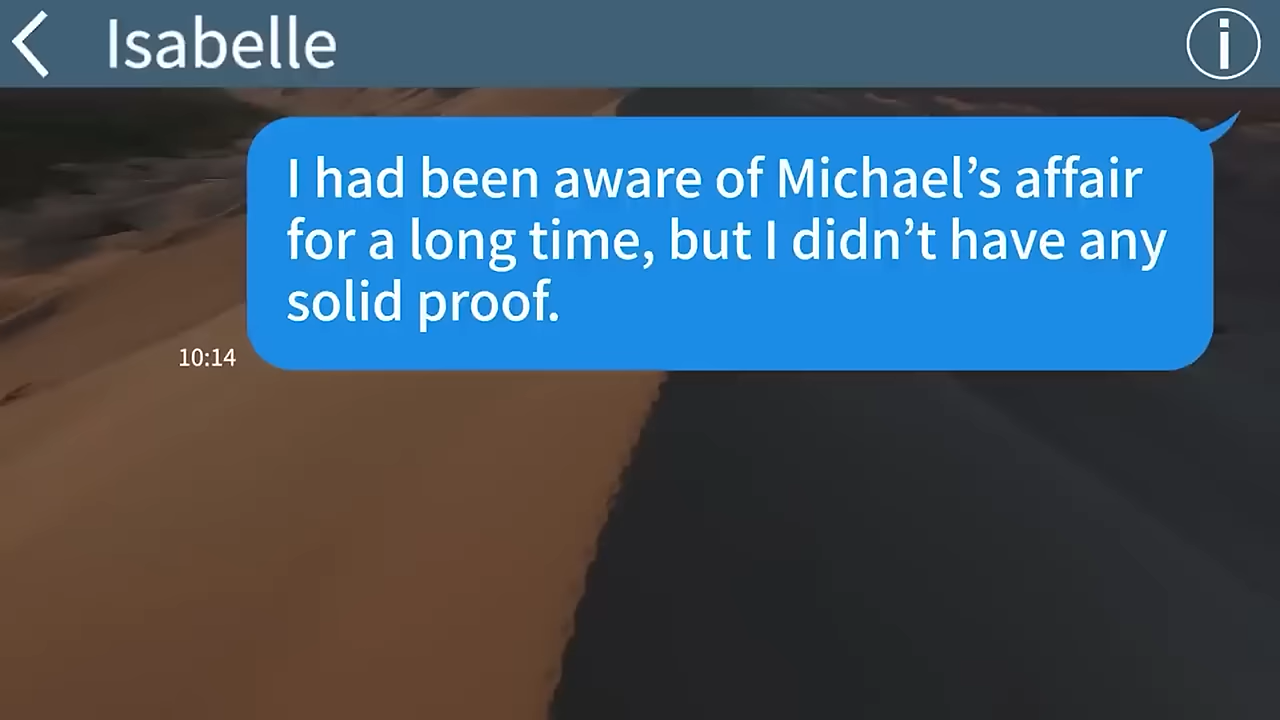 Isabelle
I had been aware of Michael’s affair
for a long time, but I didn’t have any
solid proof.
10:14